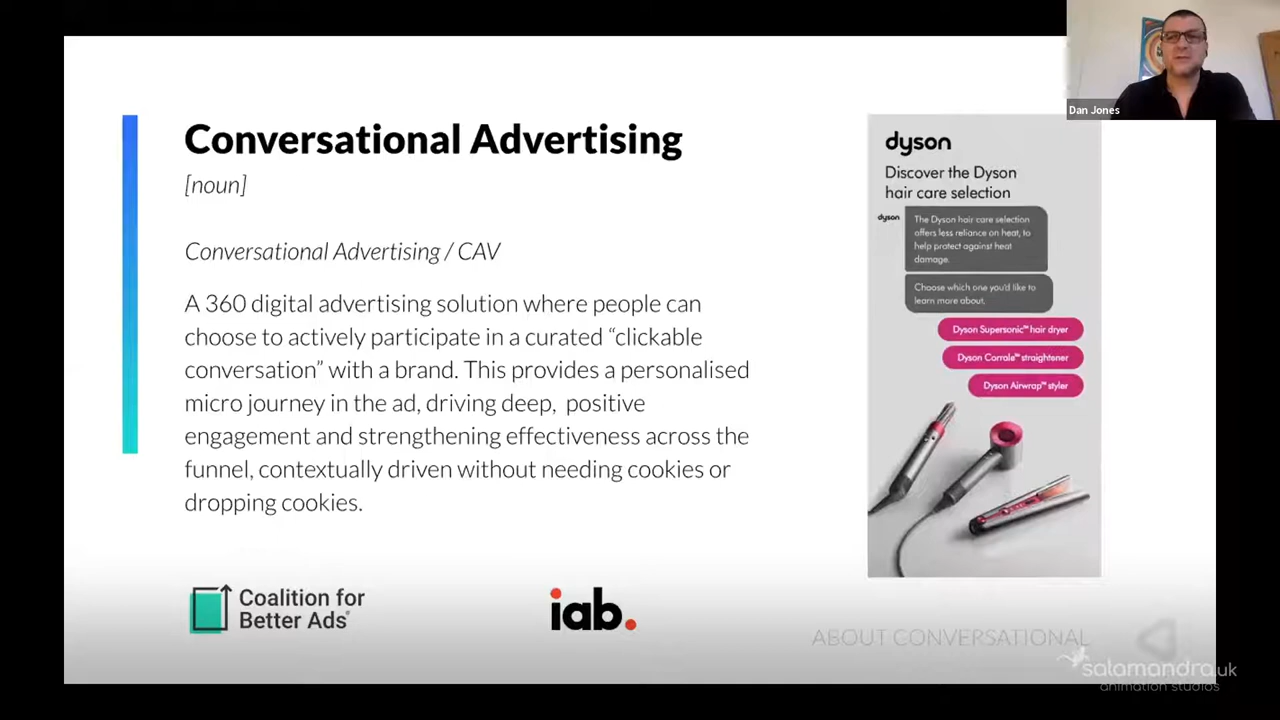 Conversational Advertising
[noun]
Conversational Advertising / CAV
A 360 digital advertising solution where people can
choose to actively participate in a curated “clickable
conversation” with a brand. This provides a personalised
micro journey in the ad, driving deep, positive
engagement and strengthening effectiveness across the
funnel, contextually driven without needing cookies or
dropping cookies.
Coalition for
Better Ads
iab.
dyson
Discover the Dyson
hair care selection
dyson
The Dyson hair care selection
offers less reliance on heat, to
help protect against heat
damage.
Choose which one you'd like to
learn more about.
Dyson Supersonic™ hair dryer
Dyson Corrale™ straightener
Dyson Airwrap™ styler
Dan Jones
ABOUT CONVERSATIONAL
salamandra.uk
animation studios